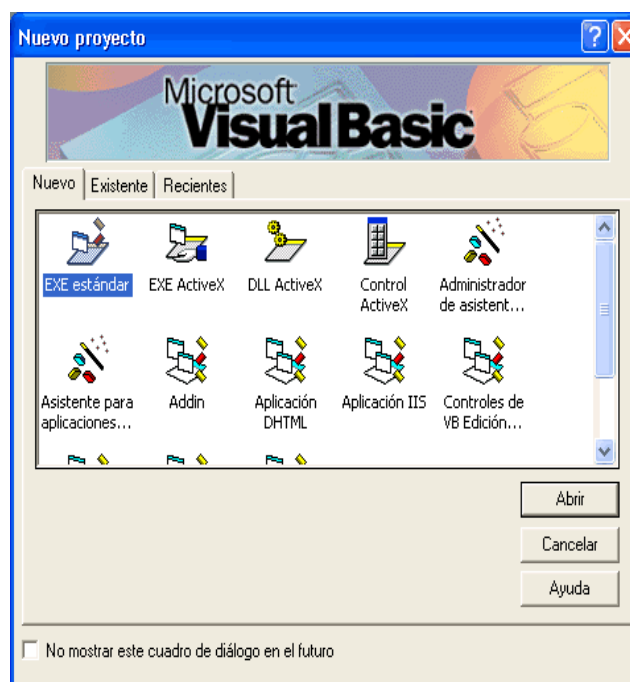 Nuevo proyecto
Microsoft
Visual Basic
Nuevo Existente Recientes
EXE estándar EXE ActiveX DLL ActiveX Control ActiveX Administrador de asistent...
Asistente para aplicaciones... Addin Aplicación DHTML Aplicación IIS Controles de VB Edición...
Abrir
Cancelar
Ayuda
No mostrar este cuadro de diálogo en el futuro